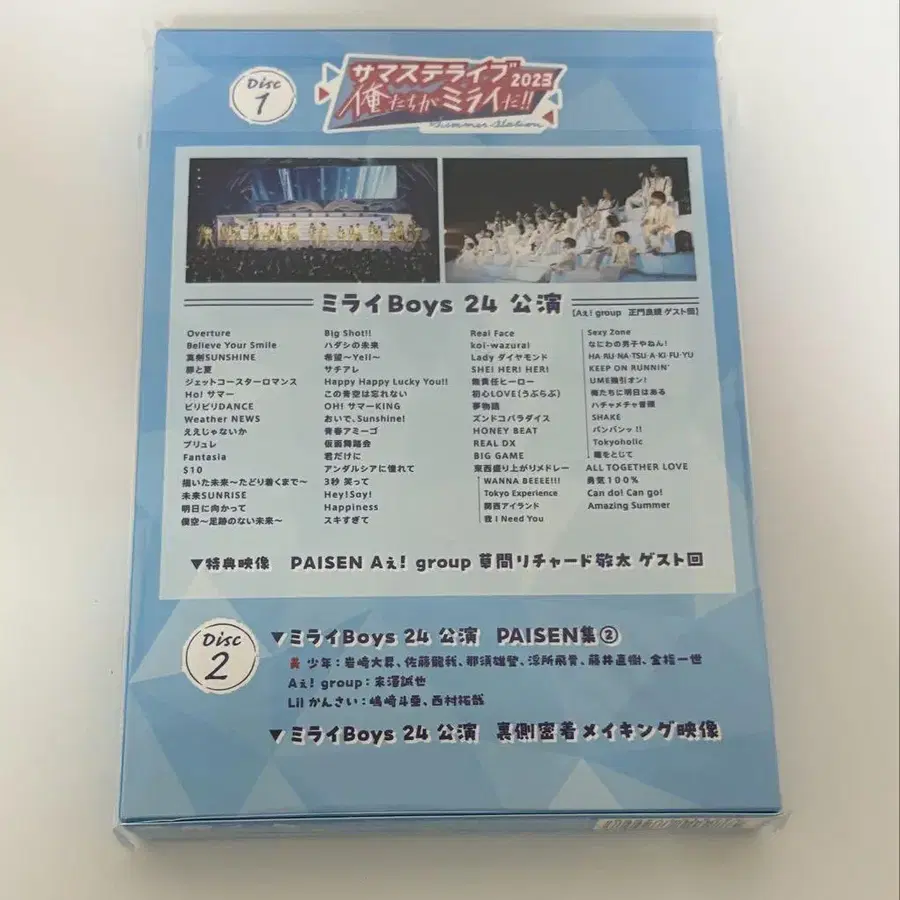 Disc
1
サマステライブ 2023
俺たちがミライだ!!
Summer Station
ミライBoys 24 公演
【Aぇ! group 正門良規 ゲスト回】
Overture
Believe Your Smile
真剣SUNSHINE
豚と夏
ジェットコースターロマンス
Ho! サマー
ビリビリDANCE
Weather NEWS
ええじゃないか
ブリュレ
Fantasia
$10
描いた未来〜たどり着くまで〜
未来SUNRISE
明日に向かって
僕空〜足跡のない未来〜
Big Shot!!
ハダシの未来
希望〜Yell〜
サチアレ
Happy Happy Lucky You!!
この青空は忘れない
OH! サマーKING
おいで、Sunshine!
青春アミーゴ
仮面舞踏会
君だけに
アンダルシアに憧れて
3秒 笑って
Hey!Say!
Happiness
スキすぎて
Real Face
koi-wazurai
Lady ダイヤモンド
SHE! HER! HER!
無責任ヒーロー
初心LOVE(うぶらぶ)
夢物語
ズンドコパラダイス
HONEY BEAT
REAL DX
BIG GAME
東西盛り上がりメドレー
WANNA BEEEE!!!
Tokyo Experience
関西アイランド
我 I Need You
Sexy Zone
なにわの男子やねん!
HA·RU·NA·TSU·A·KI·FU·YU
KEEP ON RUNNIN'
UME強引オン!
俺たちに明日はある
ハチャメチャ音頭
SHAKE
バンバンッ!!
Tokyoholic
瞳をとじて
ALL TOGETHER LOVE
勇気100%
Can do! Can go!
Amazing Summer
▼特典映像 PAISEN Aぇ! group 草間リチャード敬太 ゲスト回
Disc
2
▼ミライBoys 24 公演 PAISEN集②
美 少年：岩﨑大昇、佐藤龍我、那須雄登、浮所飛貴、藤井直樹、金指一世
Aぇ! group：末澤誠也
Lil かんさい：嶋﨑斗亜、西村拓哉
▼ミライBoys 24 公演 裏側密着メイキング映像